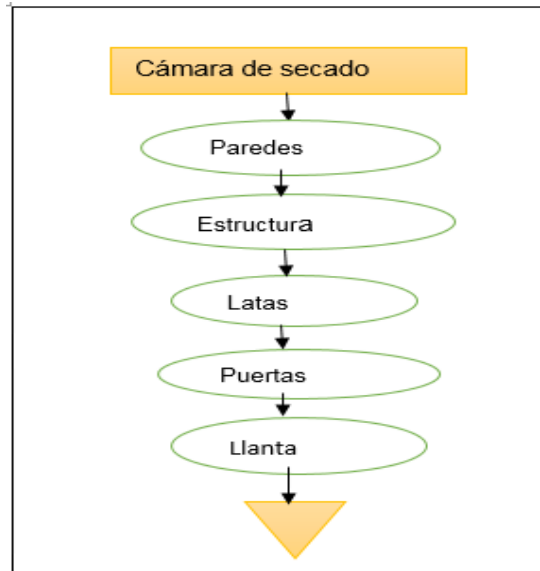 Cámara de secado
Paredes
Estructura
Latas
Puertas
Llanta